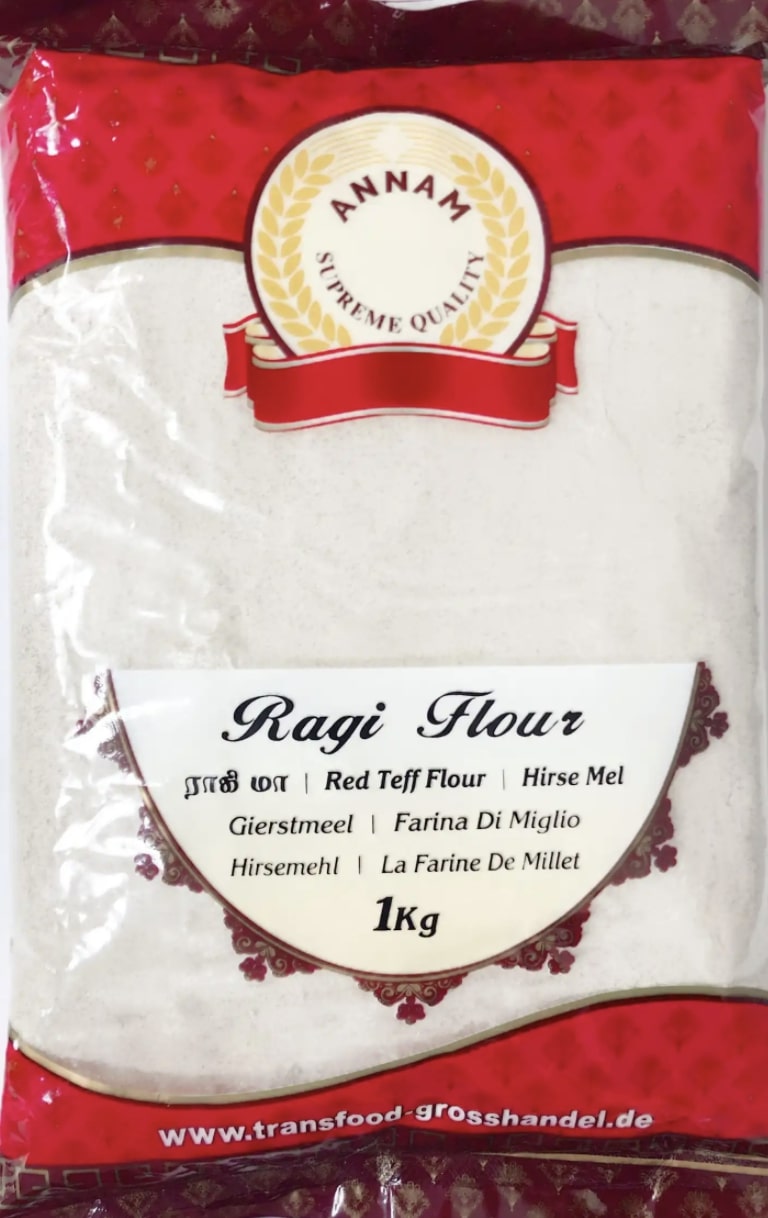 ANNAM
SUPREME QUALITY
Ragi Flour
ராகி மா | Red Teff Flour | Hirse Mel
Gierstmeel | Farina Di Miglio
Hirsemehl | La Farine De Millet
1Kg
www.transfood-grosshandel.de